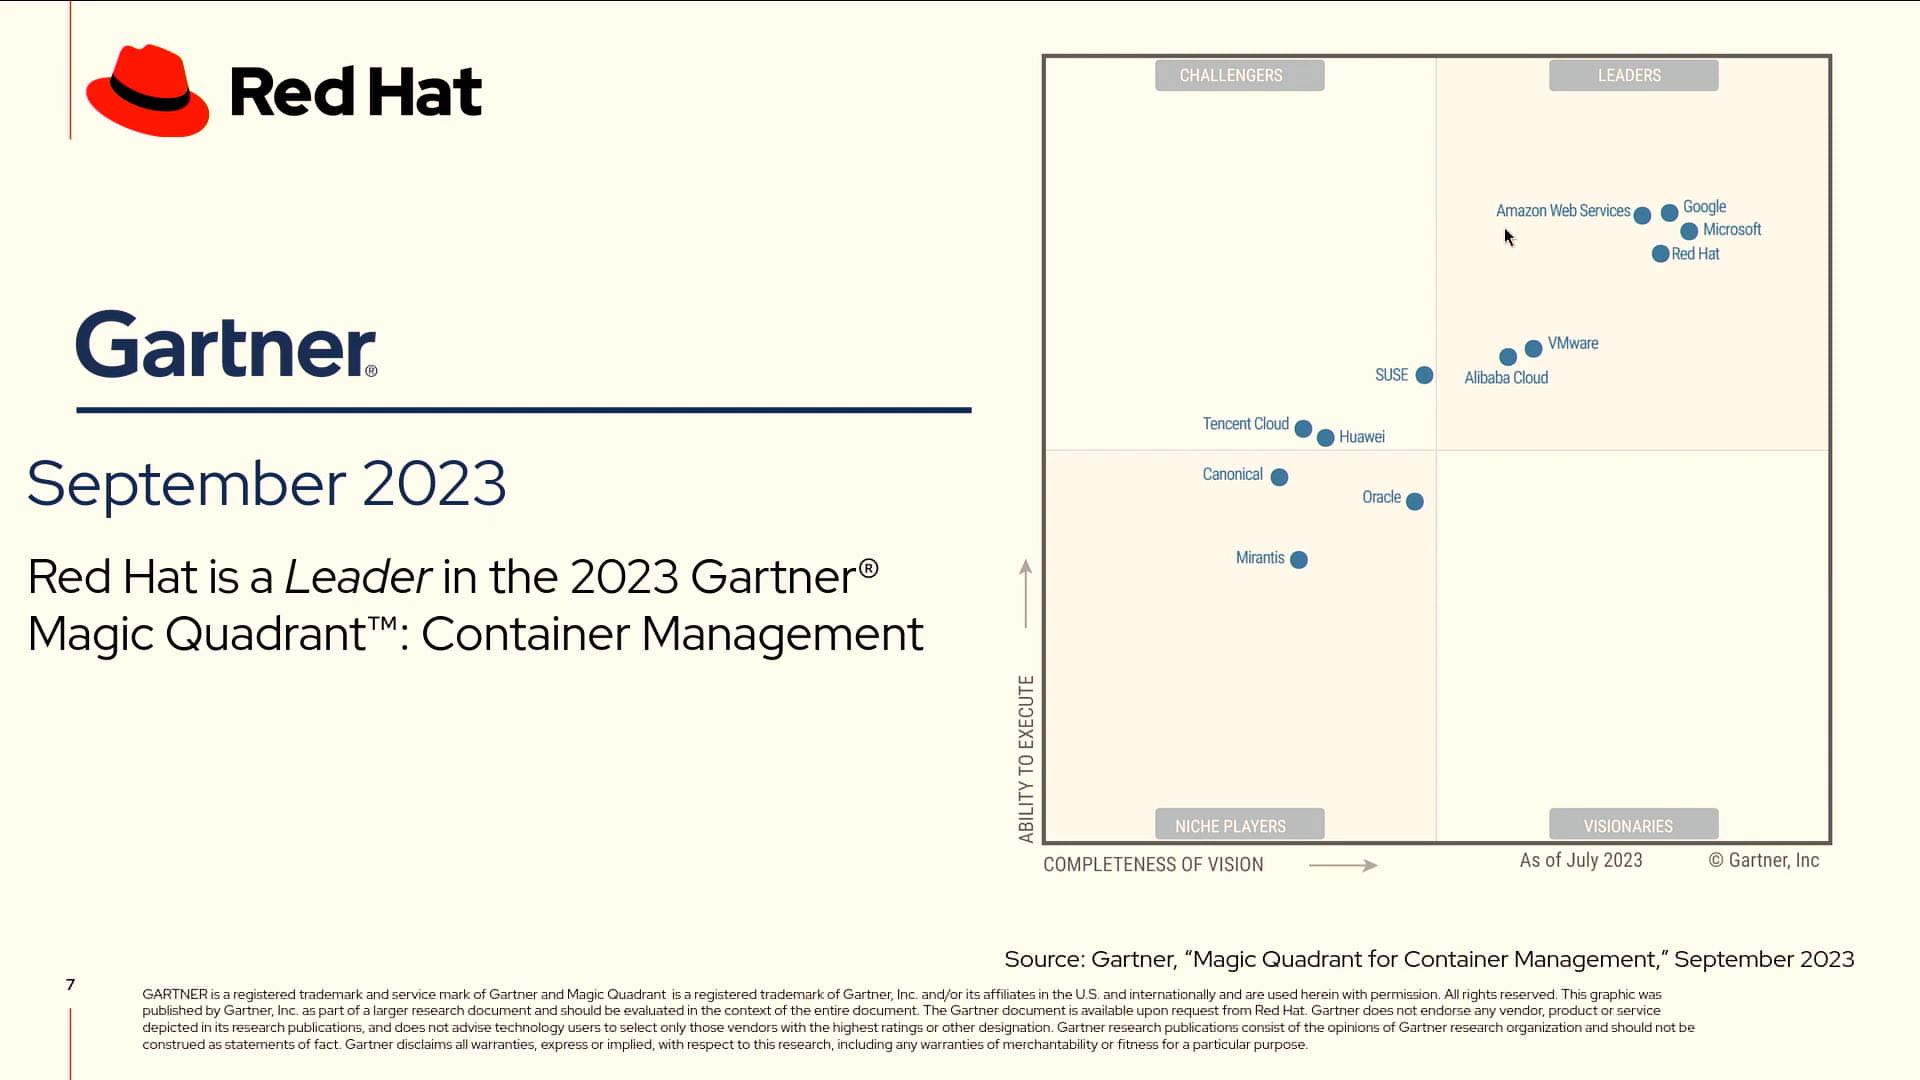 Red Hat
Gartner®
September 2023
Red Hat is a Leader in the 2023 Gartner®
Magic Quadrant™: Container Management
CHALLENGERS
LEADERS
Amazon Web Services
Google
Microsoft
Red Hat
VMware
Alibaba Cloud
SUSE
Tencent Cloud
Huawei
Canonical
Oracle
Mirantis
ABILITY TO EXECUTE
NICHE PLAYERS
VISIONARIES
COMPLETENESS OF VISION
As of July 2023
© Gartner, Inc
Source: Gartner, “Magic Quadrant for Container Management,” September 2023
7
GARTNER is a registered trademark and service mark of Gartner and Magic Quadrant is a registered trademark of Gartner, Inc. and/or its affiliates in the U.S. and internationally and are used herein with permission. All rights reserved. This graphic was
published by Gartner, Inc. as part of a larger research document and should be evaluated in the context of the entire document. The Gartner document is available upon request from Red Hat. Gartner does not endorse any vendor, product or service
depicted in its research publications, and does not advise technology users to select only those vendors with the highest ratings or other designation. Gartner research publications consist of the opinions of Gartner research organization and should not be
construed as statements of fact. Gartner disclaims all warranties, express or implied, with respect to this research, including any warranties of merchantability or fitness for a particular purpose.